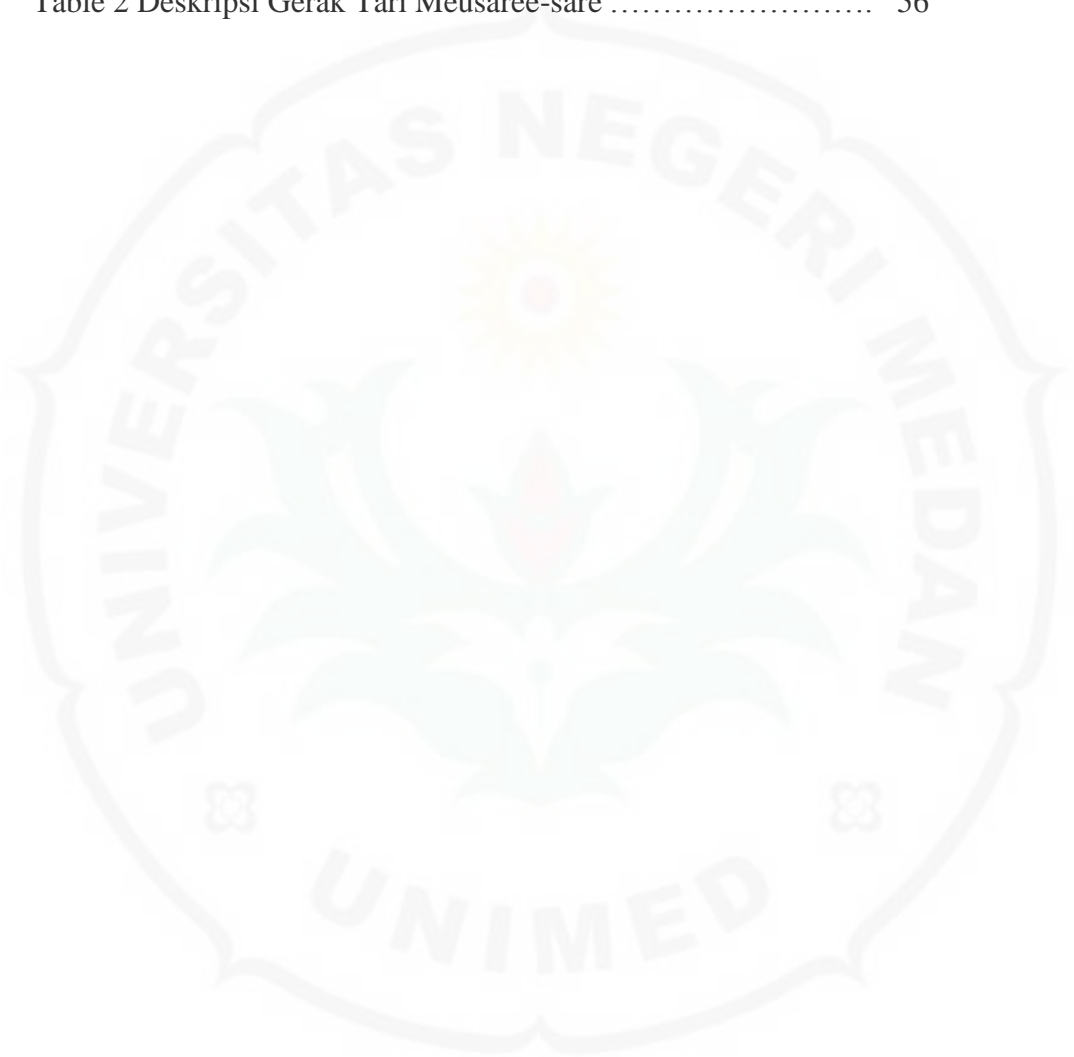 Table 2 Deskripsi Gerak Tari Meusaree-sare ......................... 56
UNIVERSITAS NEGERI MEDAN
UNIMED